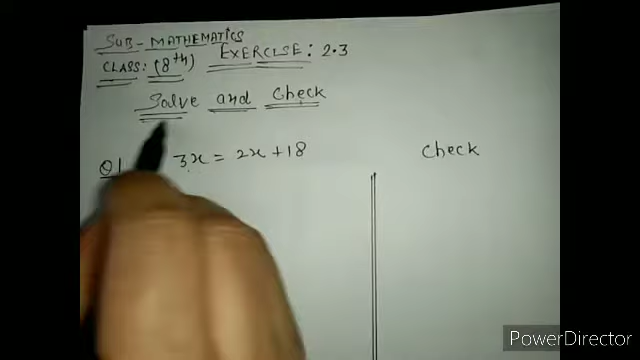 SUB- MATHEMATICS
CLASS: (8th) EXERCISE: 2.3
Solve and Check
Q1 3x = 2x + 18 Check
PowerDirector